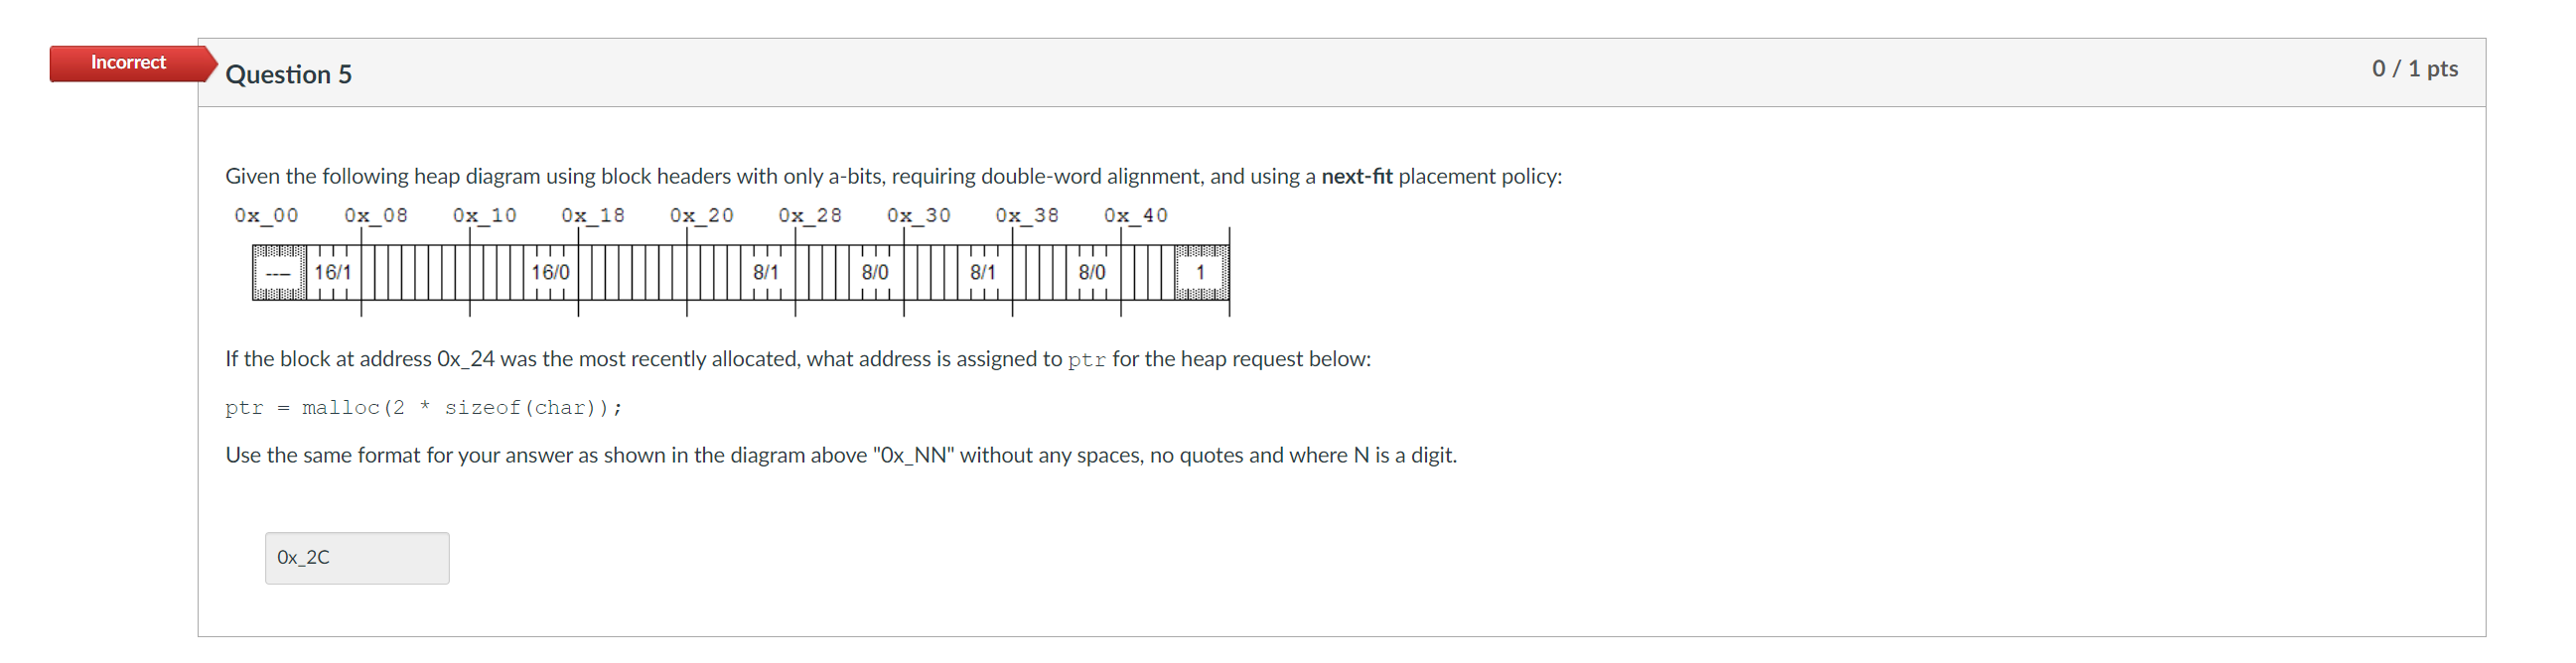 Incorrect
Question 5
0 / 1 pts
Given the following heap diagram using block headers with only a-bits, requiring double-word alignment, and using a next-fit placement policy:
0x_00 0x_08 0x_10 0x_18 0x_20 0x_28 0x_30 0x_38 0x_40
--- 16/1 16/0 8/1 8/0 8/1 8/0 1
If the block at address 0x_24 was the most recently allocated, what address is assigned to ptr for the heap request below:
ptr = malloc(2 * sizeof(char));
Use the same format for your answer as shown in the diagram above "0x_NN" without any spaces, no quotes and where N is a digit.
0x_2C